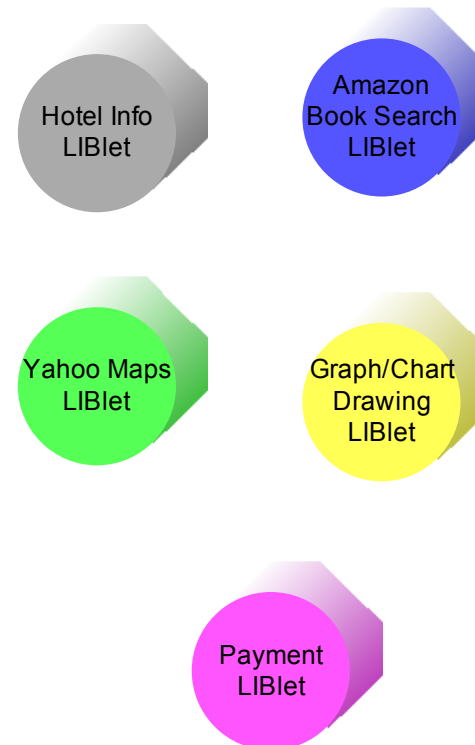 Hotel Info
LIBlet
Amazon
Book Search
LIBlet
Yahoo Maps
LIBlet
Graph/Chart
Drawing
LIBlet
Payment
LIBlet